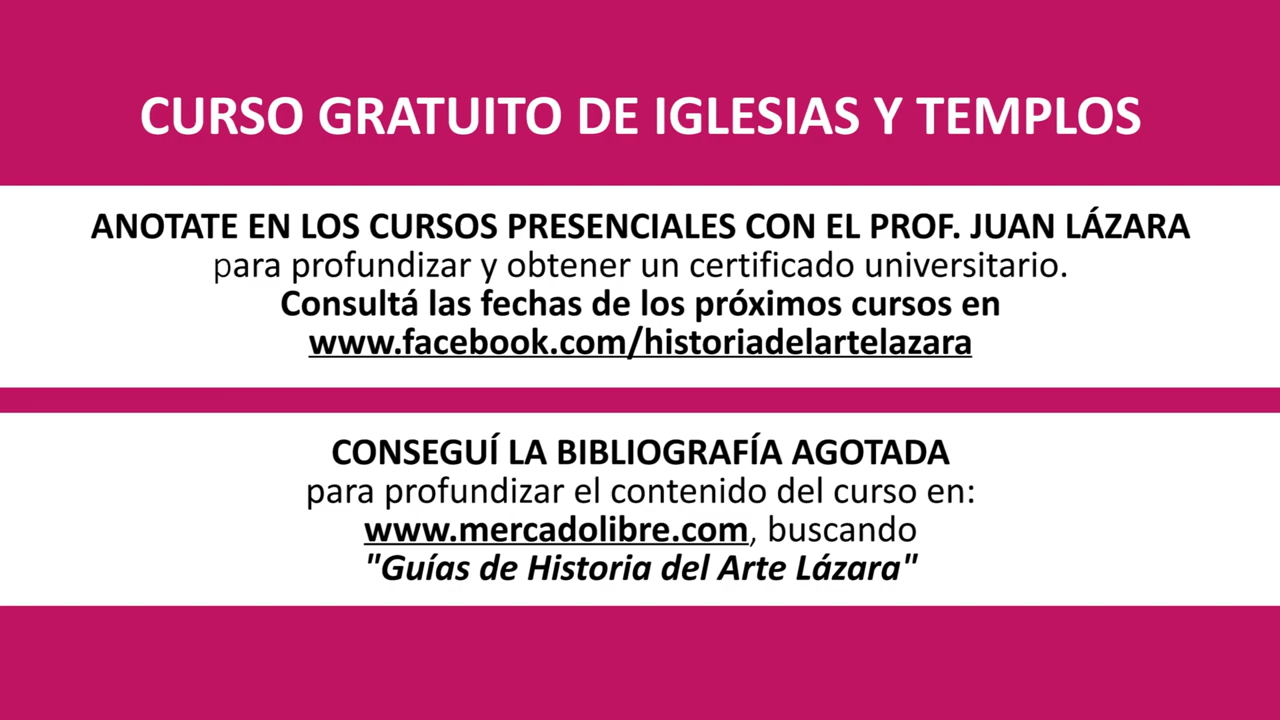 CURSO GRATUITO DE IGLESIAS Y TEMPLOS
ANOTATE EN LOS CURSOS PRESENCIALES CON EL PROF. JUAN LÁZARA
para profundizar y obtener un certificado universitario.
Consultá las fechas de los próximos cursos en
www.facebook.com/historiadelartelazara
CONSEGUÍ LA BIBLIOGRAFÍA AGOTADA
para profundizar el contenido del curso en:
www.mercadolibre.com, buscando
"Guías de Historia del Arte Lázara"